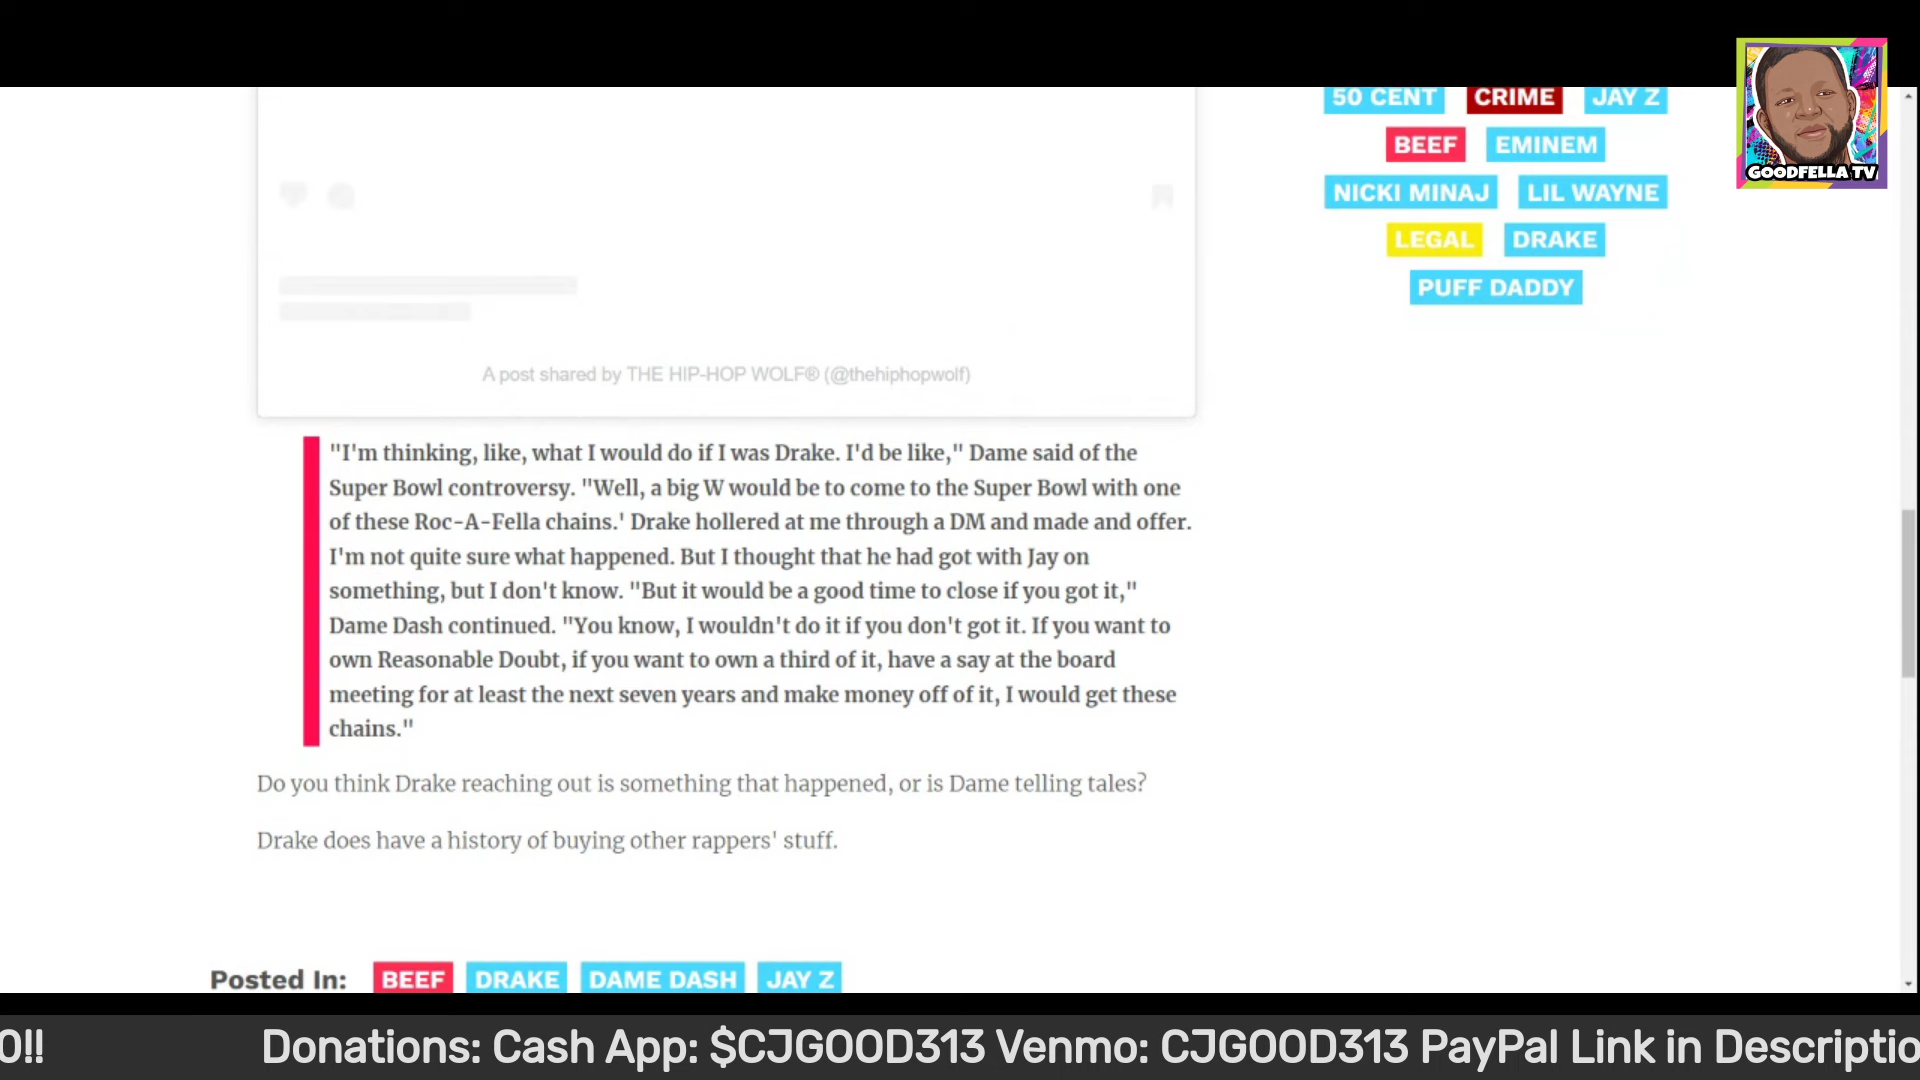 50 CENT CRIME JAY Z
BEEF EMINEM
NICKI MINAJ LIL WAYNE
LEGAL DRAKE
PUFF DADDY
GOODFELLA TV
A post shared by THE HIP-HOP WOLF® (@thehiphopwolf)
"I'm thinking, like, what I would do if I was Drake. I'd be like," Dame said of the
Super Bowl controversy. "Well, a big W would be to come to the Super Bowl with one
of these Roc-A-Fella chains.' Drake hollered at me through a DM and made and offer.
I'm not quite sure what happened. But I thought that he had got with Jay on
something, but I don't know. "But it would be a good time to close if you got it,"
Dame Dash continued. "You know, I wouldn't do it if you don't got it. If you want to
own Reasonable Doubt, if you want to own a third of it, have a say at the board
meeting for at least the next seven years and make money off of it, I would get these
chains."
Do you think Drake reaching out is something that happened, or is Dame telling tales?
Drake does have a history of buying other rappers' stuff.
Posted In: BEEF DRAKE DAME DASH JAY Z
0!! Donations: Cash App: $CJGOOD313 Venmo: CJGOOD313 PayPal Link in Descriptio